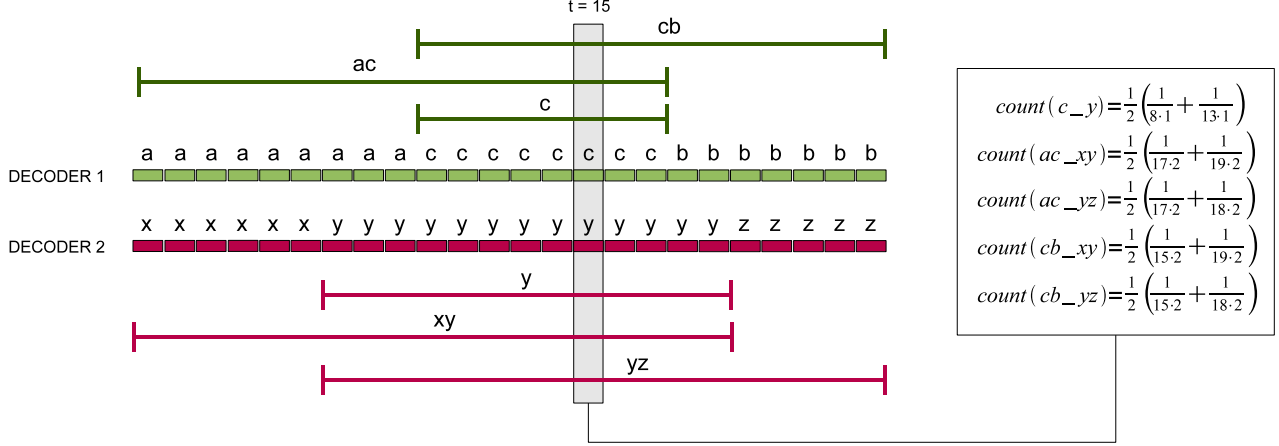 t = 15
cb
ac
c
a a a a a a a a a c c c c c c c c b b b b b b b
DECODER 1
x x x x x x y y y y y y y y y y y y y z z z z z
DECODER 2
y
xy
yz
count(c_y)=1/2(1/8·1+1/13·1)
count(ac_xy)=1/2(1/17·2+1/19·2)
count(ac_yz)=1/2(1/17·2+1/18·2)
count(cb_xy)=1/2(1/15·2+1/19·2)
count(cb_yz)=1/2(1/15·2+1/18·2)